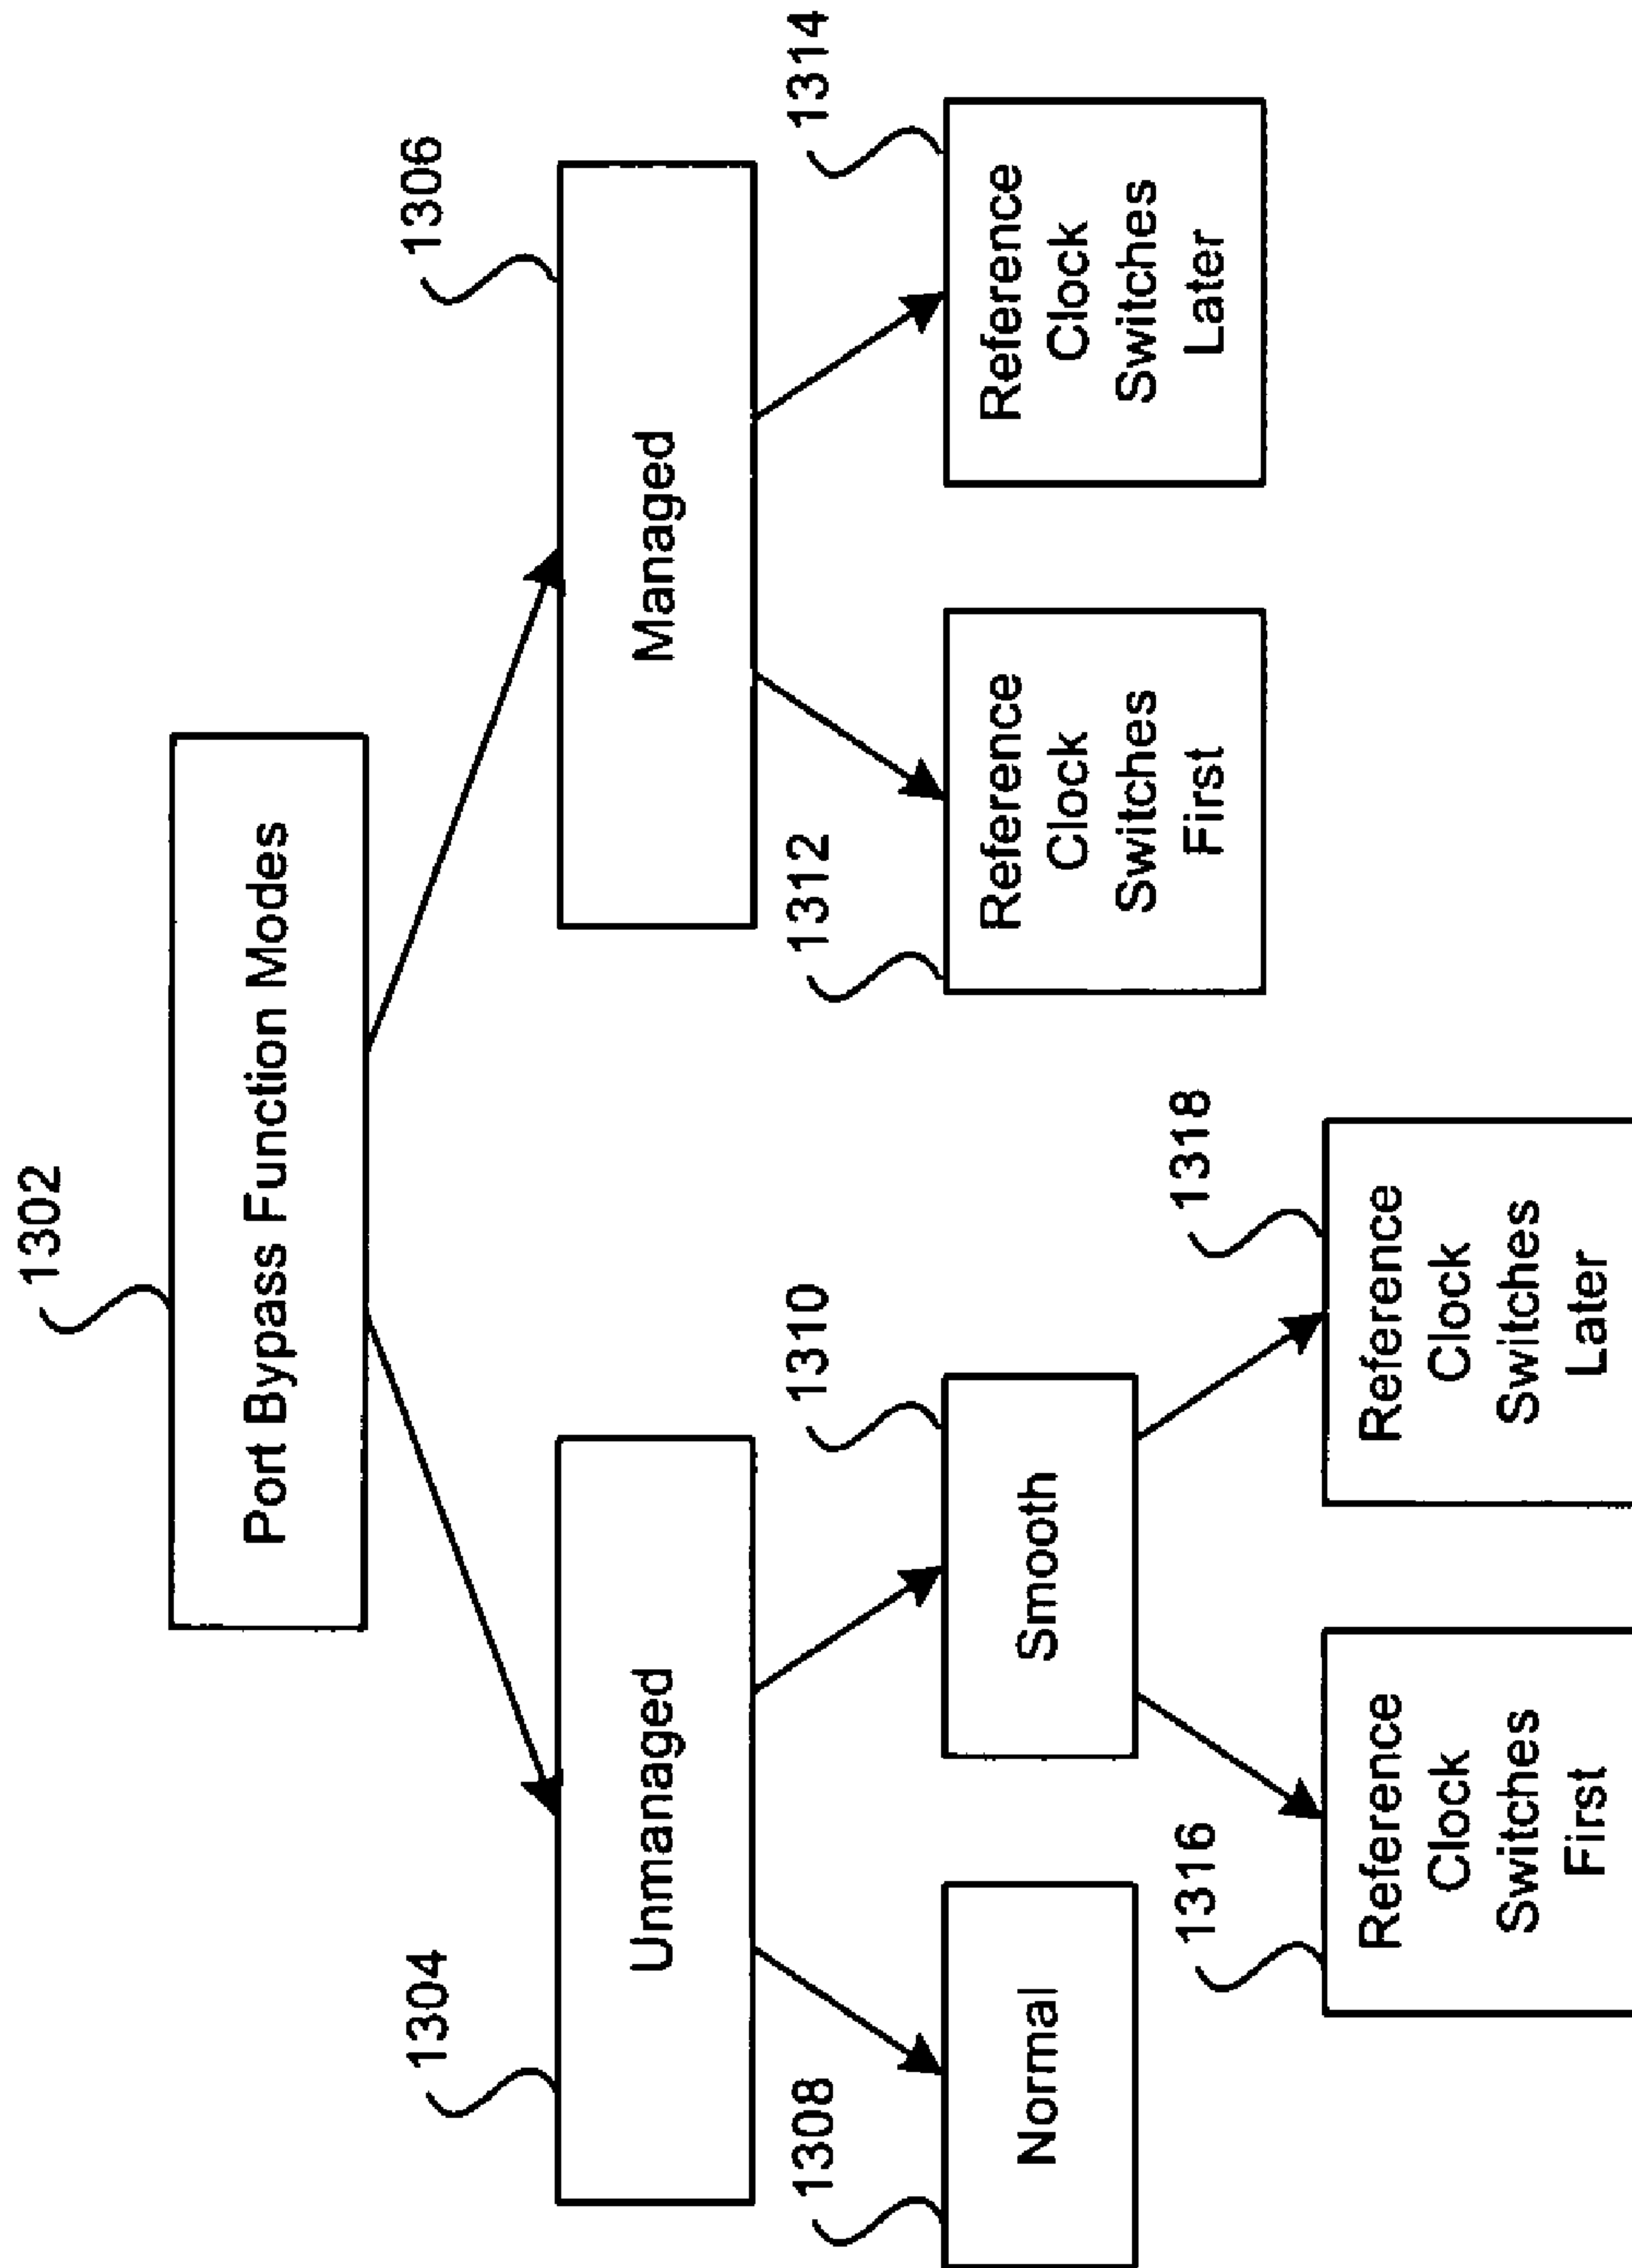 1302
Port Bypass Function Modes
1304
Unmanaged
1306
Managed
1308
Normal
1310
Smooth
1312
Reference
Clock
Switches
First
1314
Reference
Clock
Switches
Later
1316
Reference
Clock
Switches
First
1318
Reference
Clock
Switches
Later